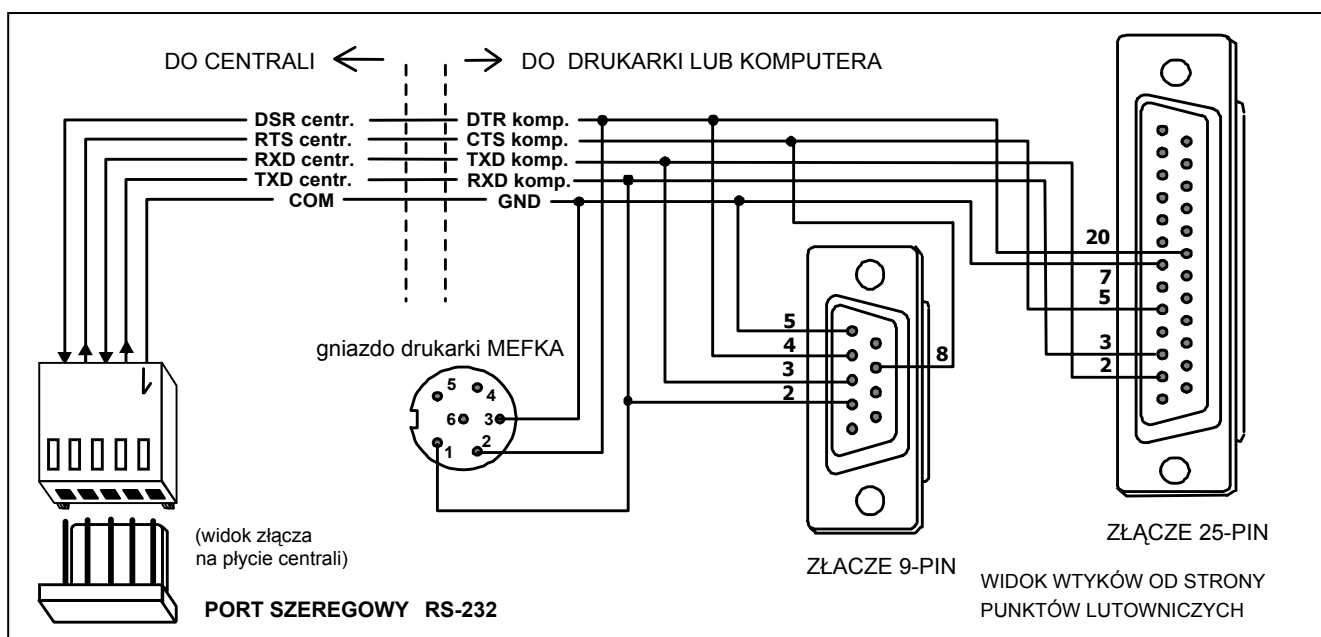 DO CENTRALI
DO DRUKARKI LUB KOMPUTERA
DSR centr. DTR komp.
RTS centr. CTS komp.
RXD centr. TXD komp.
TXD centr. RXD komp.
COM GND
20
7
5
3
2
5
4
3
2
8
gniazdo drukarki MEFKA
5
4
6
3
1
2
(widok złącza
na płycie centrali)
PORT SZEREGOWY RS-232
ZŁACZE 9-PIN
ZŁĄCZE 25-PIN
WIDOK WTYKÓW OD STRONY
PUNKTÓW LUTOWNICZYCH